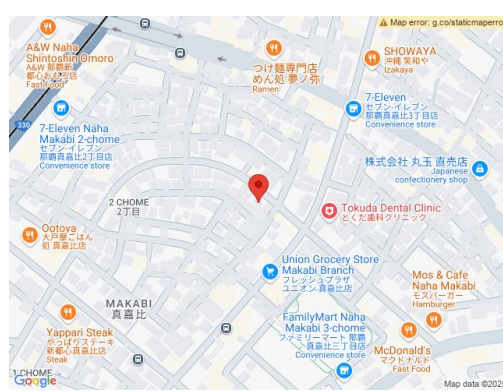 Map error: g.co/staticmaperro
A&W Naha
Shintoshin Omoro
A&W 那覇新
都心おもろ店
Fast Food
つけ麺専門店
めん処 夢ノ弥
Ramen
SHOWAYA
沖縄 笑和や
Izakaya
7-Eleven
セブン-イレブン
那覇真嘉比3丁目店
Convenience store
330
7-Eleven Naha
Makabi 2-chome
セブン-イレブン
那覇真嘉比2丁目店
Convenience store
株式会社 丸玉 直売店
Japanese
confectionery shop
2 CHOME
2丁目
Tokuda Dental Clinic
とくだ歯科クリニック
Ootoya
大戸屋ごはん
処 真嘉比店
Union Grocery Store
Makabi Branch
フレッシュプラザ
ユニオン 真嘉比店
Mos & Cafe
Naha Makabi
モスバーガー
Hamburger
MAKABI
真嘉比
FamilyMart Naha
Makabi 3-chome
ファミリーマート 那覇
真嘉比三丁目店
Convenience store
Yappari Steak
やっぱりステーキ
新都心真嘉比店
Steak
McDonald's
マクドナルド
Fast Food
1 CHOME
Google
Map data ©202